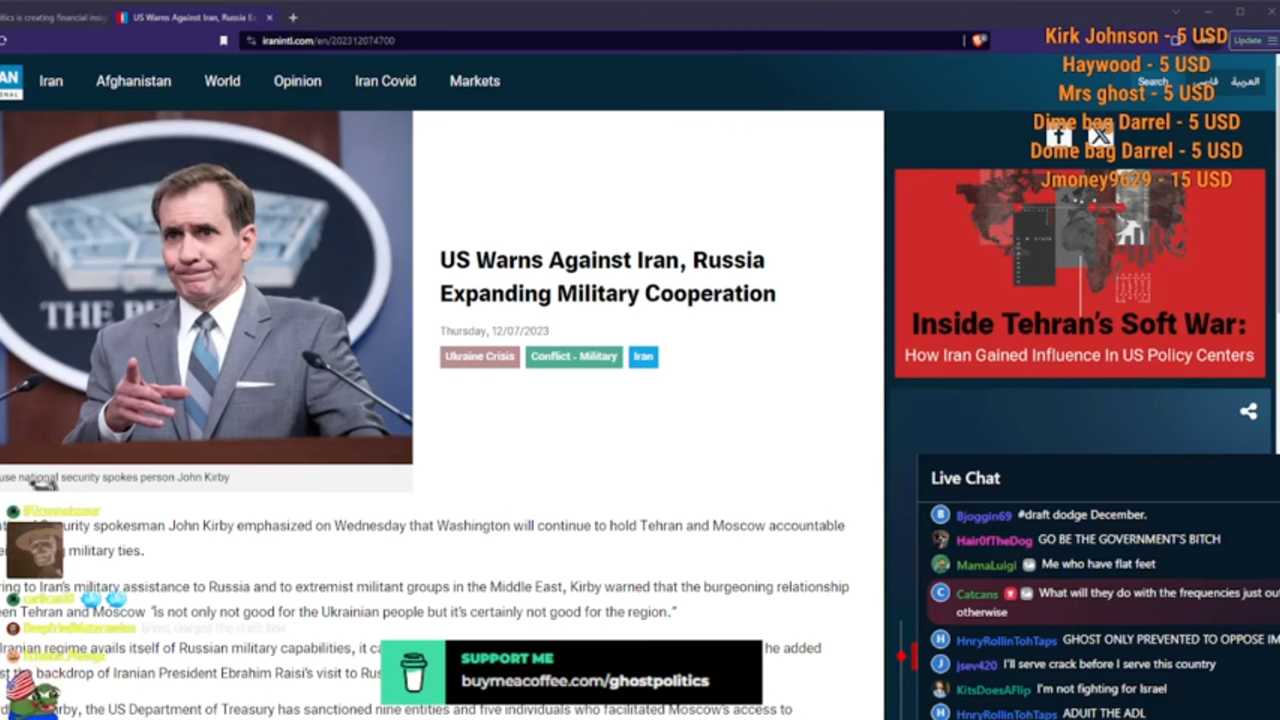 US Warns Against Iran, Russia E
iranintl.com/en/202312074700
Update
Kirk Johnson - 5 USD
Haywood - 5 USD
Mrs ghost - 5 USD
Dime bag Darrel - 5 USD
Dome bag Darrel - 5 USD
Jmoney9629 - 15 USD
Iran
Afghanistan
World
Opinion
Iran Covid
Markets
Search
فارسی
العربية
US Warns Against Iran, Russia
Expanding Military Cooperation
Thursday, 12/07/2023
Ukraine Crisis
Conflict - Military
Iran
Inside Tehran's Soft War:
How Iran Gained Influence In US Policy Centers
use national security spokes person John Kirby
urity spokesman John Kirby emphasized on Wednesday that Washington will continue to hold Tehran and Moscow accountable
military ties.
ring to Iran's military assistance to Russia and to extremist militant groups in the Middle East, Kirby warned that the burgeoning relationship
een Tehran and Moscow "is not only not good for the Ukrainian people but it's certainly not good for the region."
Iranian regime avails itself of Russian military capabilities, it
he added
st the backdrop of Iranian President Ebrahim Raisi's visit to
rby, the US Department of Treasury has sanctioned nine entities and five individuals who facilitated Moscow's access to
SUPPORT ME
buymeacoffee.com/ghostpolitics
Live Chat
Bjoggin69 #draft dodge December.
Hair0fTheDog GO BE THE GOVERNMENT'S BITCH
MamaLuigi Me who have flat feet
Catcans What will they do with the frequencies just
otherwise
HnryRollinTohTaps GHOST ONLY PREVENTED TO OPPOSE
jsev420 I'll serve crack before I serve this country
KitsDoesAFlip I'm not fighting for Israel
HnryRollinTohTaps ADUIT THE ADL